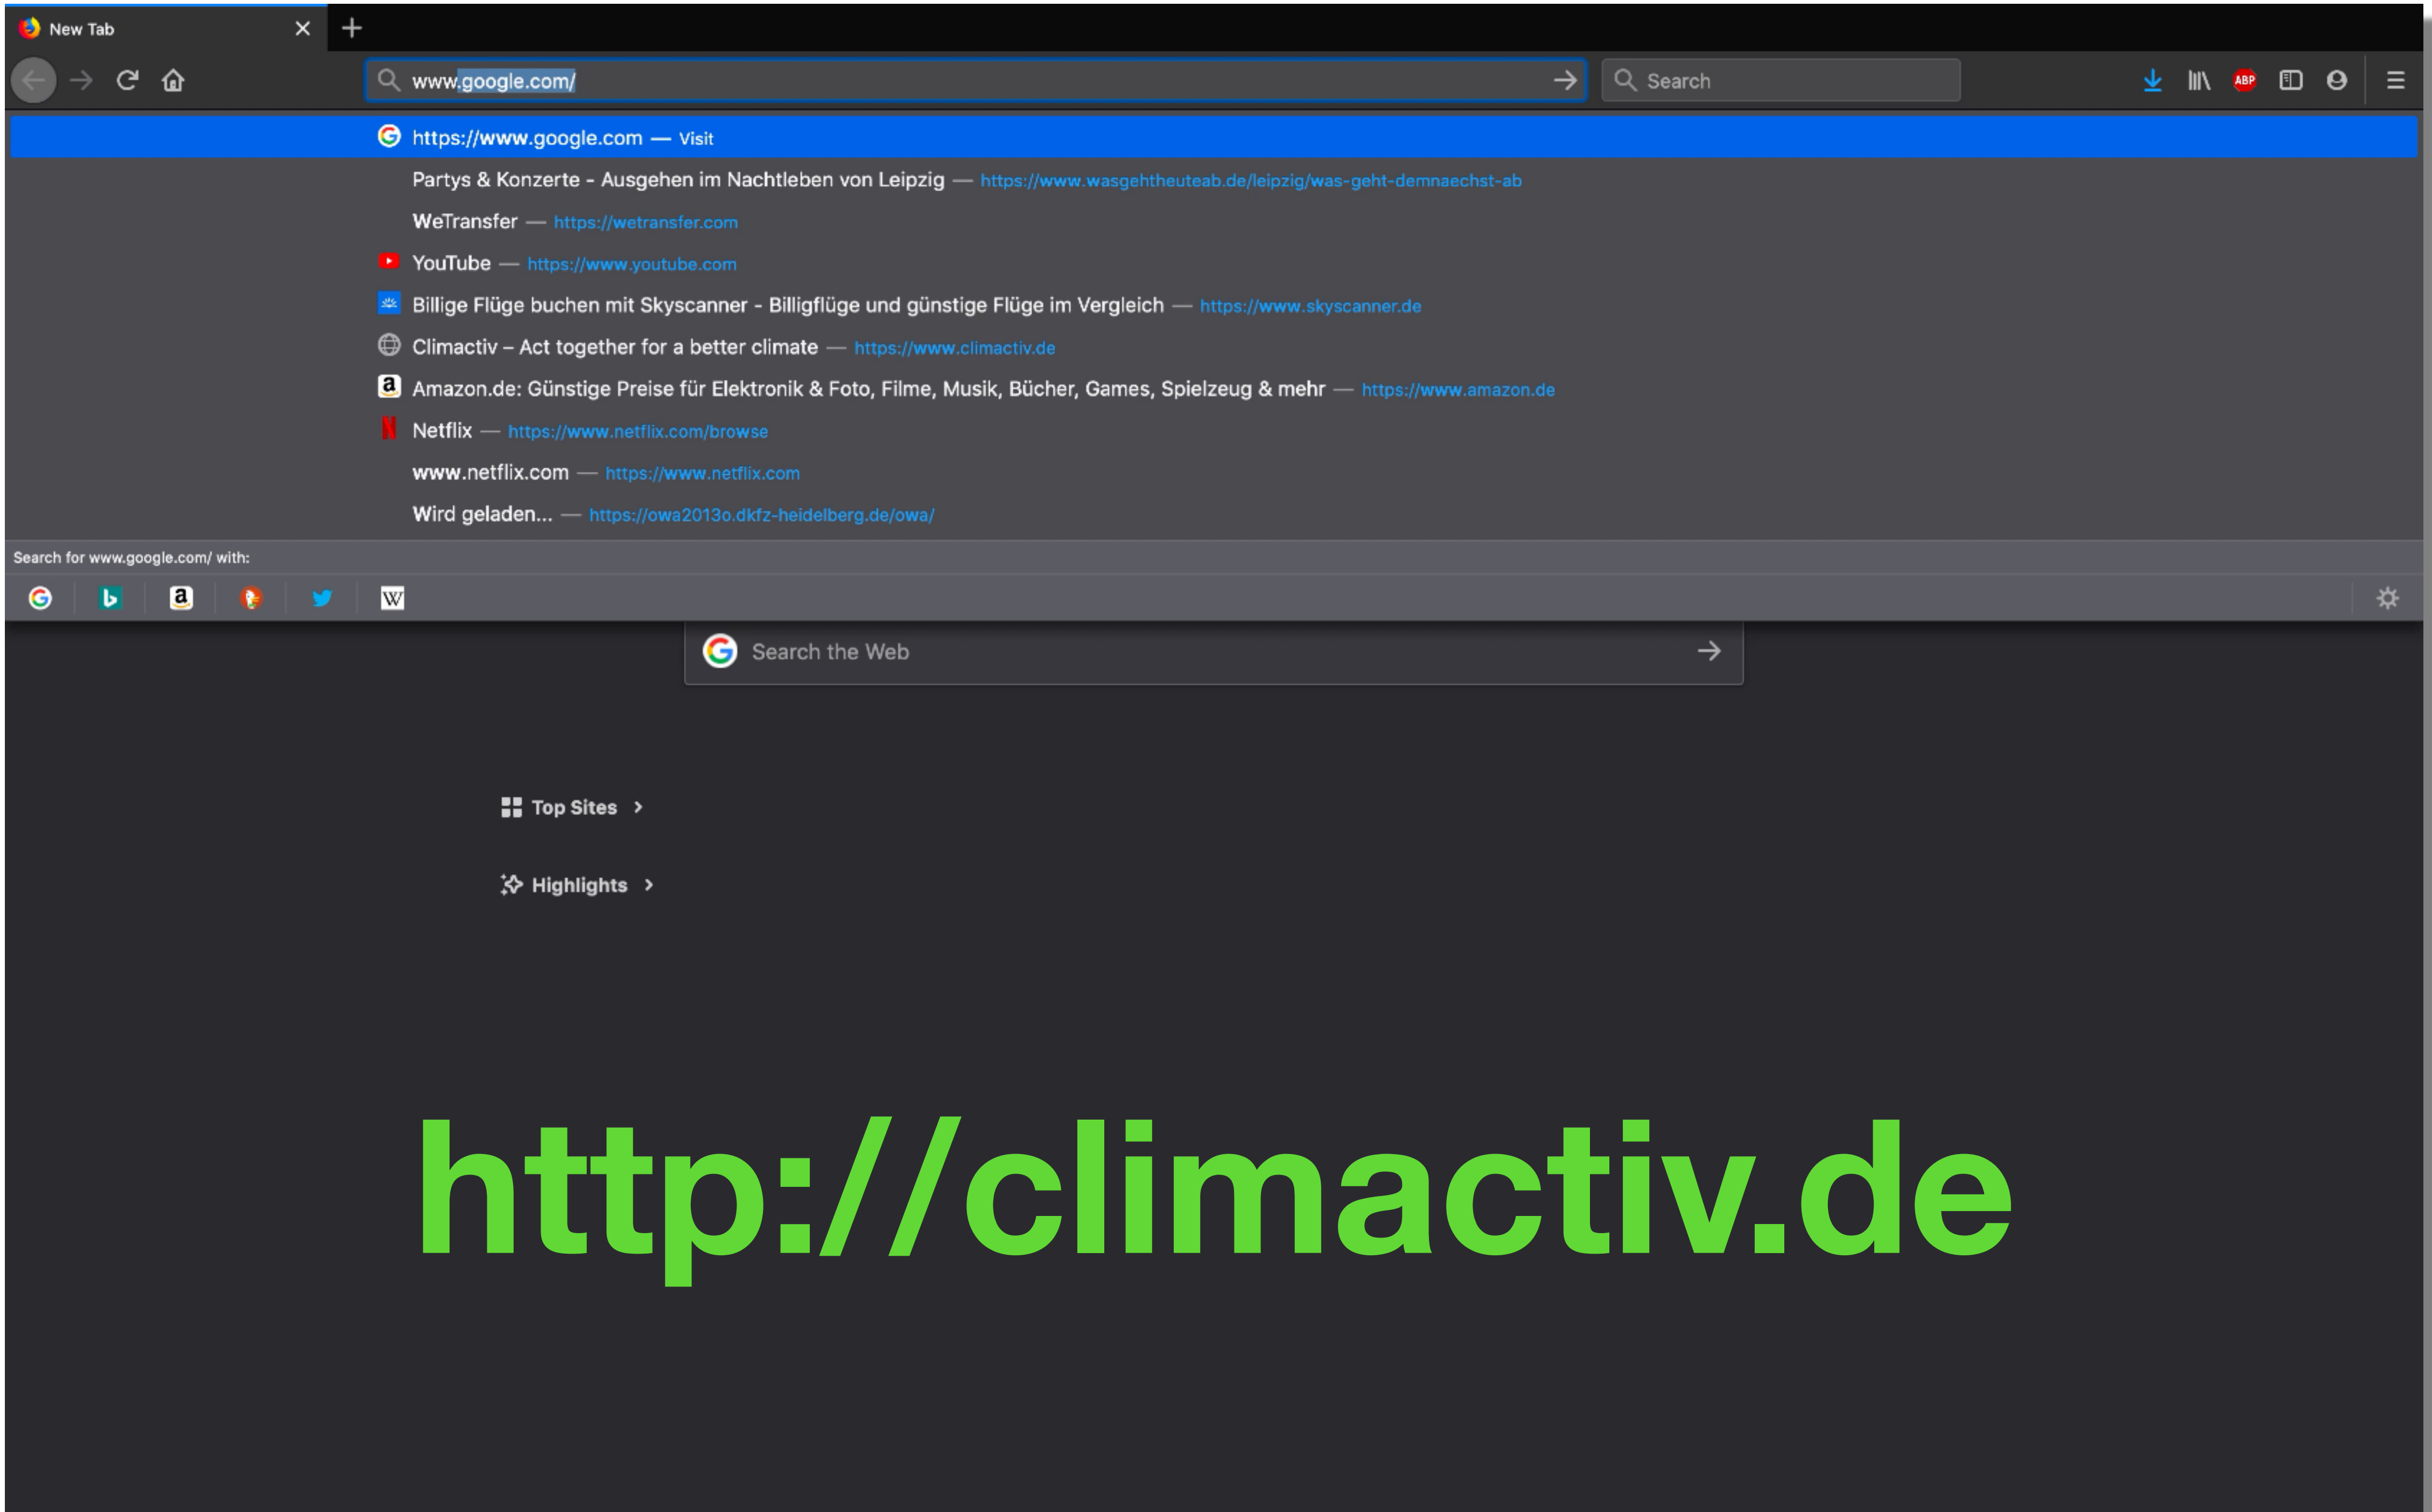 New Tab
www.google.com/
Search
ABP
https://www.google.com — Visit
Partys & Konzerte - Ausgehen im Nachtleben von Leipzig — https://www.wasgehtheuteab.de/leipzig/was-geht-demnaechst-ab
WeTransfer — https://wetransfer.com
YouTube — https://www.youtube.com
Billige Flüge buchen mit Skyscanner - Billigflüge und günstige Flüge im Vergleich — https://www.skyscanner.de
Climactiv – Act together for a better climate — https://www.climactiv.de
a Amazon.de: Günstige Preise für Elektronik & Foto, Filme, Musik, Bücher, Games, Spielzeug & mehr — https://www.amazon.de
Netflix — https://www.netflix.com/browse
www.netflix.com — https://www.netflix.com
Wird geladen... — https://owa2013o.dkfz-heidelberg.de/owa/
Search for www.google.com/ with:
G b a W
Search the Web
Top Sites
Highlights
http://climactiv.de